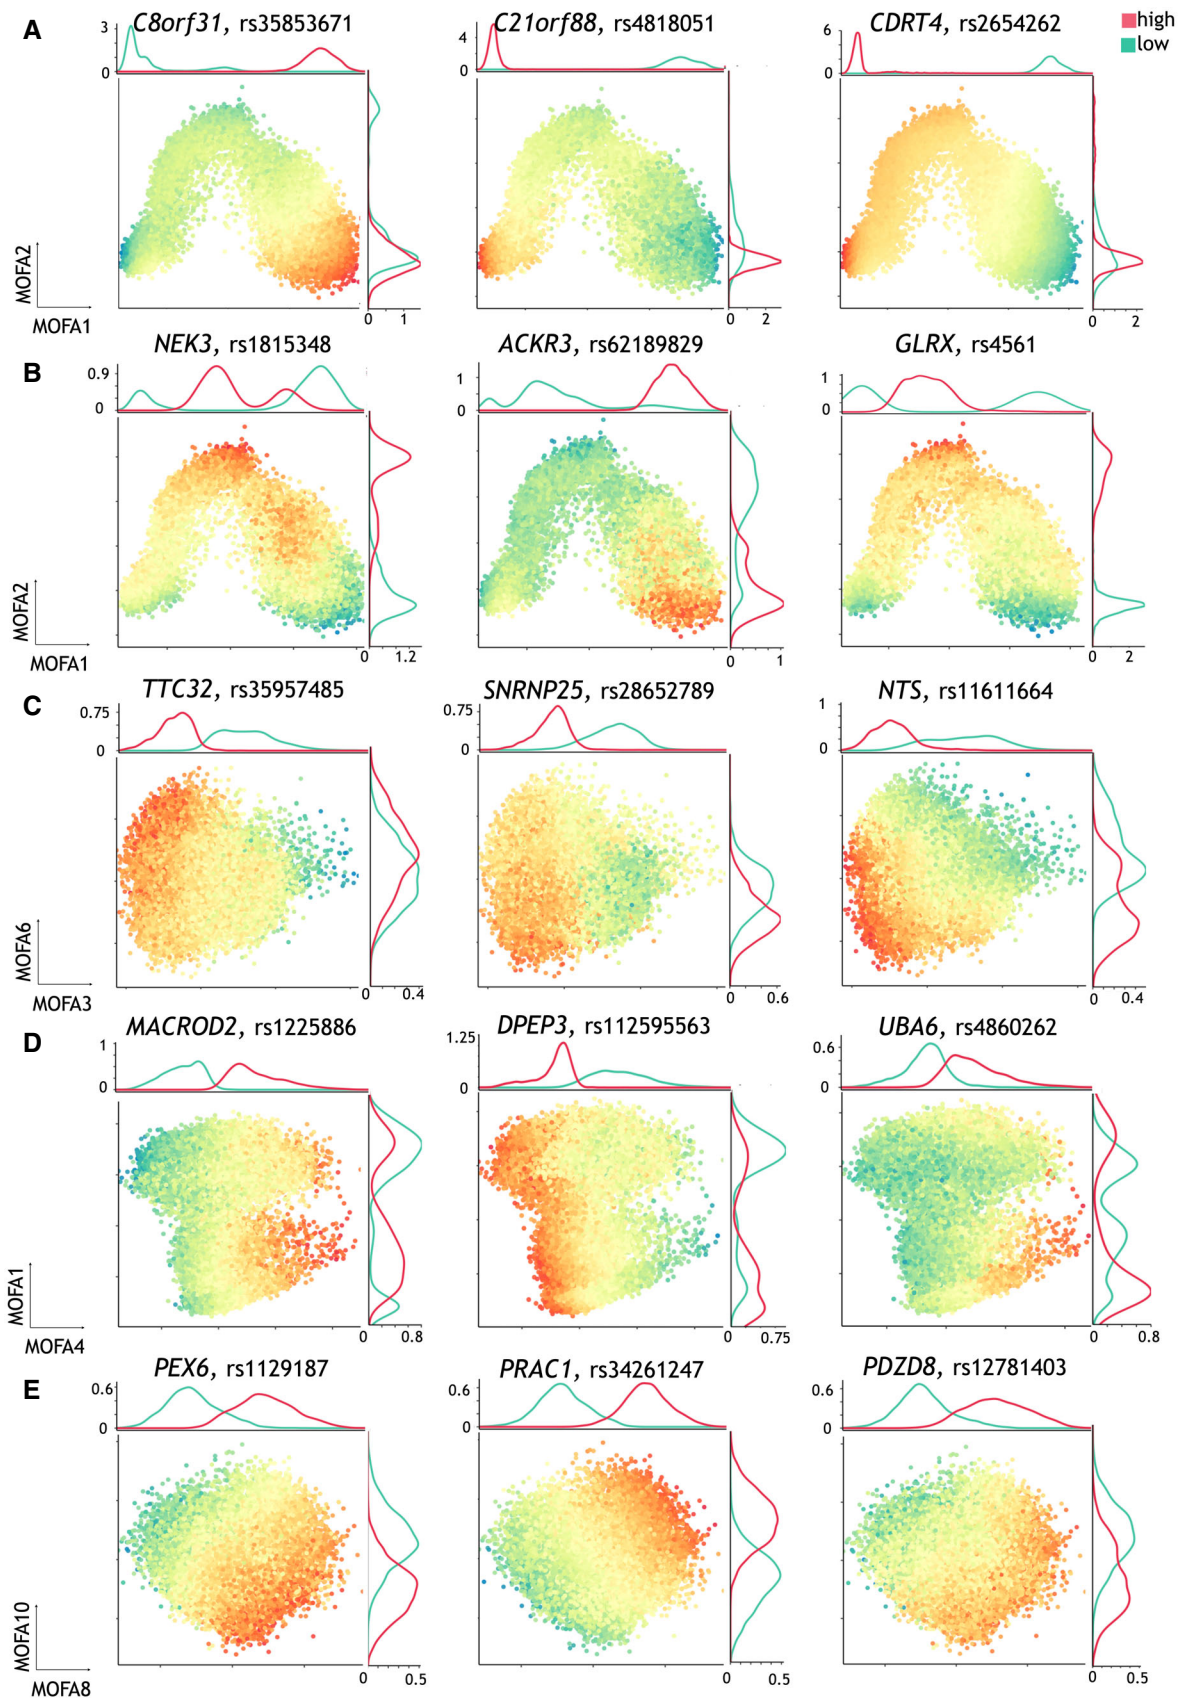 A
C8orf31, rs35853671
C21orf88, rs4818051
CDRT4, rs2654262
high
low
3
0
4
0
6
0
MOFA2
MOFA1
0 1
0 2
0 2
B
NEK3, rs1815348
ACKR3, rs62189829
GLRX, rs4561
0.9
0
1
0
1
0
MOFA2
MOFA1
0 1.2
0 1
0 2
C
TTC32, rs35957485
SNRNP25, rs28652789
NTS, rs11611664
0.75
0
0.75
0
1
0
MOFA6
MOFA3
0 0.4
0 0.6
0 0.4
D
MACROD2, rs1225886
DPEP3, rs112595563
UBA6, rs4860262
1
0
1.25
0
0.6
0
MOFA1
MOFA4
0 0.8
0 0.75
0 0.8
E
PEX6, rs1129187
PRAC1, rs34261247
PDZD8, rs12781403
0.6
0
0.6
0
0.6
0
MOFA10
MOFA8
0 0.5
0 0.5
0 0.5